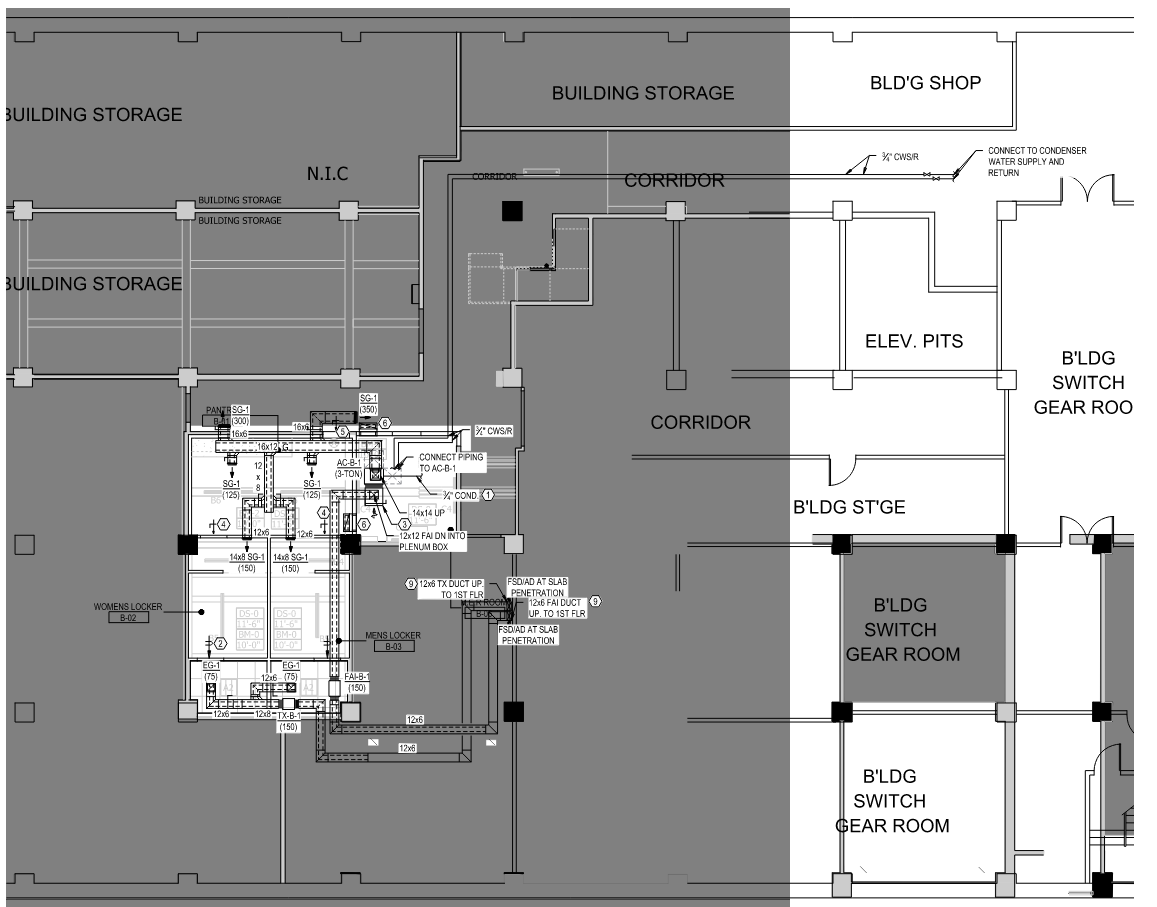 BUILDING STORAGE
BUILDING STORAGE
BLD'G SHOP
N.I.C
CORRIDOR
CORRIDOR
¾" CWS/R
CONNECT TO CONDENSER
WATER SUPPLY AND
RETURN
BUILDING STORAGE
BUILDING STORAGE
BUILDING STORAGE
ELEV. PITS
B'LDG
SWITCH
GEAR ROO
CORRIDOR
SG-1
(300)
16x6
SG-1
(350)
16x6
5
6
¾" CWS/R
16x12
AC-B-1
(3-TON)
CONNECT PIPING
TO AC-B-1
12
x
8
SG-1
(125)
SG-1
(125)
¾" COND.
1
14x14 UP
4
4
6
3
12x6
12x6
12x12 FAI DN INTO
PLENUM BOX
14x8 SG-1
(150)
14x8 SG-1
(150)
B'LDG ST'GE
9
12x6 TX DUCT UP.
TO 1ST FLR
FSD/AD AT SLAB
PENETRATION
12x6 FAI DUCT
UP. TO 1ST FLR
9
FSD/AD AT SLAB
PENETRATION
WOMENS LOCKER
B-02
DS-0
11'-6"
BM-0
10'-0"
DS-0
11'-6"
BM-0
10'-0"
MENS LOCKER
B-03
2
B'LDG
SWITCH
GEAR ROOM
EG-1
(75)
EG-1
(75)
12x6
FAI-B-1
(150)
A2
A2
12x6
12x8
TX-B-1
(150)
12x6
12x6
B'LDG
SWITCH
GEAR ROOM